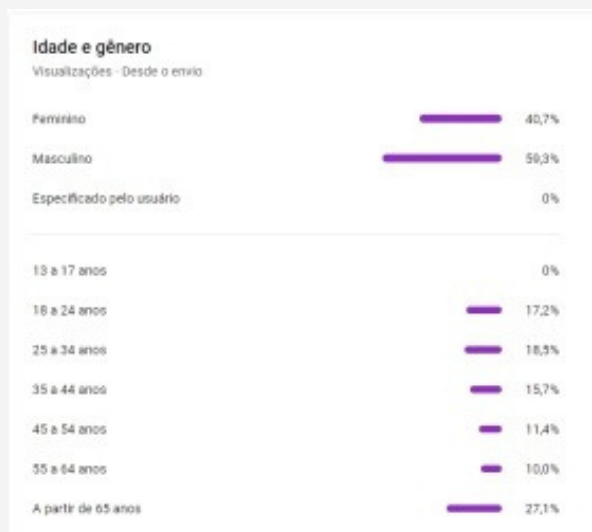 Idade e gênero
Visualizações · Desde o envio
Feminino 40,7%
Masculino 59,3%
Especificado pelo usuário 0%
13 a 17 anos 0%
18 a 24 anos 17,2%
25 a 34 anos 18,5%
35 a 44 anos 15,7%
45 a 54 anos 11,4%
55 a 64 anos 10,0%
A partir de 65 anos 27,1%